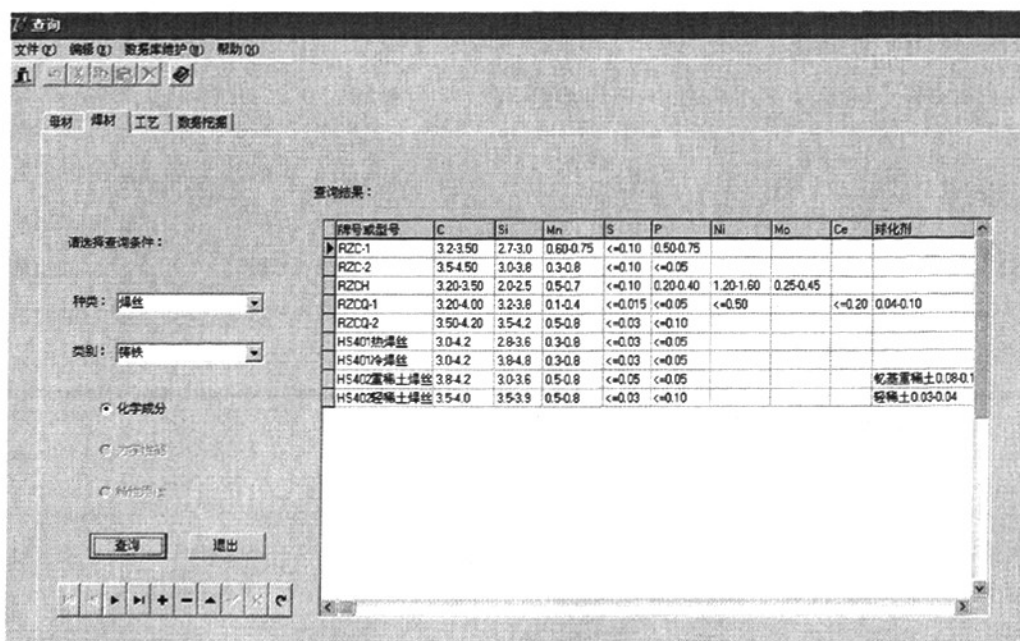 查询
文件(F) 编辑(E) 数据库维护(W) 帮助(H)
母材 焊材 工艺 数据挖掘
查询结果：
请选择查询条件：
种类： 焊丝
类别： 铸铁
化学成分
查询 退出
牌号或型号 C Si Mn S P Ni Mo Ce 球化剂
RZC-1 3.2-3.50 2.7-3.0 0.60-0.75 <=0.10 0.50-0.75
RZC-2 3.5-4.50 3.0-3.8 0.3-0.8 <=0.10 <=0.05
RZCH 3.20-3.50 2.0-2.5 0.5-0.7 <=0.10 0.20-0.40 1.20-1.60 0.25-0.45
RZCQ-1 3.20-4.00 3.2-3.8 0.1-0.4 <=0.015 <=0.05 <=0.50 <=0.20 0.04-0.10
RZCQ-2 3.50-4.20 3.5-4.2 0.5-0.8 <=0.03 <=0.10
HS401热焊丝 3.0-4.2 2.8-3.6 0.3-0.8 <=0.03 <=0.05
HS401冷焊丝 3.0-4.2 3.8-4.8 0.3-0.8 <=0.03 <=0.05
HS402重稀土焊丝 3.8-4.2 3.0-3.6 0.5-0.8 <=0.05 <=0.05 钇基重稀土0.08-0.1
HS402轻稀土焊丝 3.5-4.0 3.5-3.9 0.5-0.8 <=0.03 <=0.10 轻稀土0.03-0.04